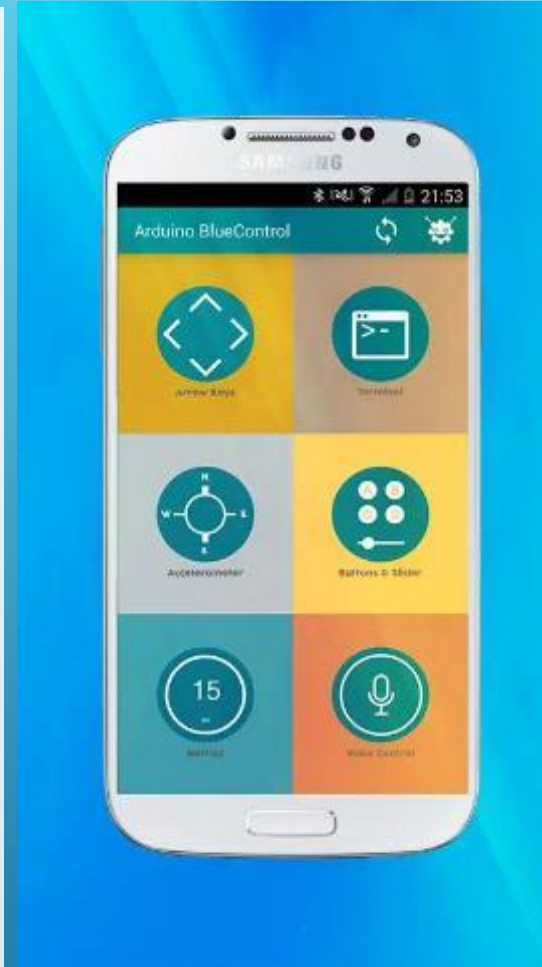 SAMSUNG
21:53
Arduino BlueControl
Arrow Keys
Terminal
N
W
E
S
Accelerometer
A B
C D
Buttons & Slider
15
Metrics
Voice Control